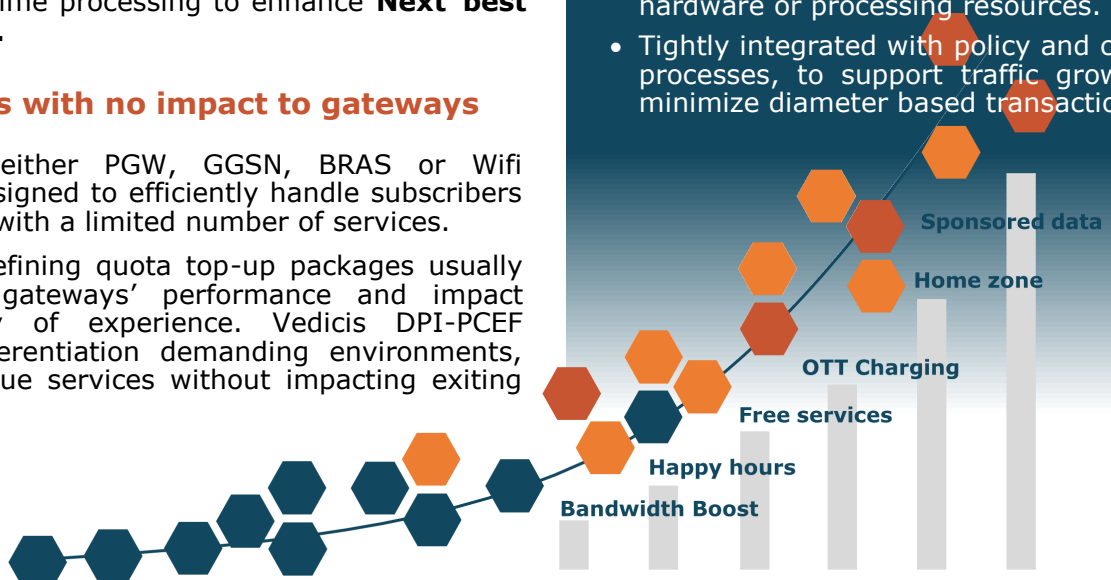 ime processing to enhance Next best
.
s with no impact to gateways
either PGW, GGSN, BRAS or Wifi
signed to efficiently handle subscribers
with a limited number of services.
efining quota top-up packages usually
gateways’ performance and impact
y of experience. Vedicis DPI-PCEF
ferentiation demanding environments,
ue services without impacting exiting
hardware or processing resources.
• Tightly integrated with policy and c
processes, to support traffic grow
minimize diameter based transactio
Sponsored data
Home zone
OTT Charging
Free services
Happy hours
Bandwidth Boost